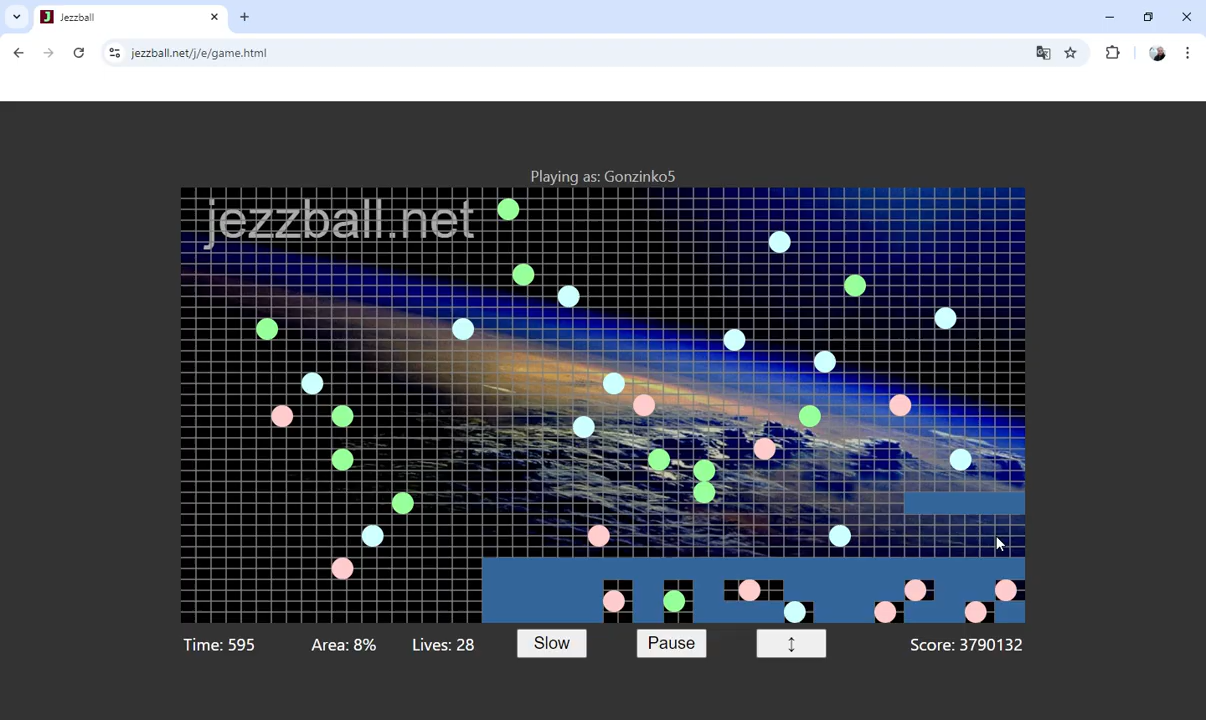 Jezzball
jezzball.net/j/e/game.html
Playing as: Gonzinko5
jezzball.net
Time: 595 Area: 8% Lives: 28 Slow Pause ↕ Score: 3790132